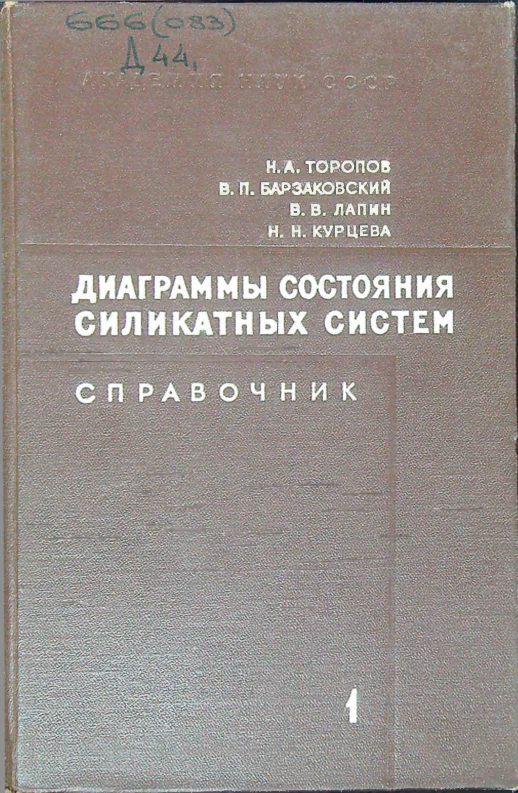 666(083)
Д 44,
АКАДЕМИЯ НАУК СССР
Н. А. ТОРОПОВ
В. П. БАРЗАКОВСКИЙ
В. В. ЛАПИН
Н. Н. КУРЦЕВА
ДИАГРАММЫ СОСТОЯНИЯ
СИЛИКАТНЫХ СИСТЕМ
СПРАВОЧНИК
1